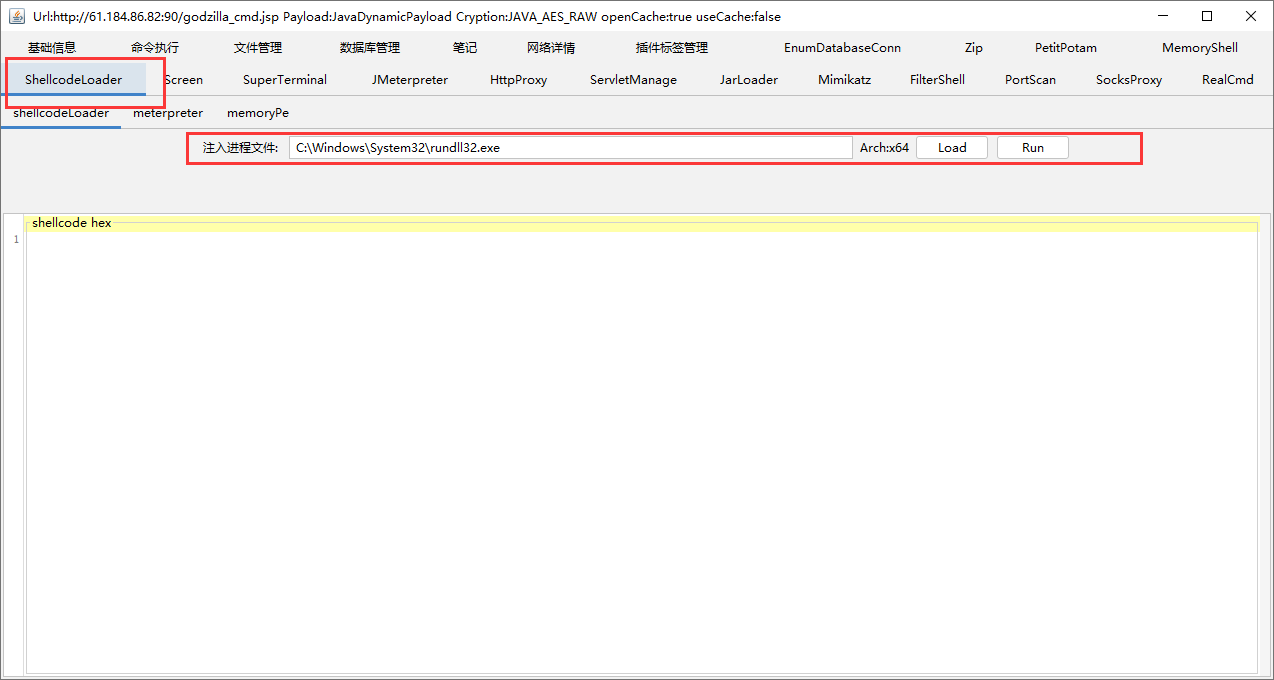 Url:http://61.184.86.82:90/godzilla_cmd.jsp Payload:JavaDynamicPayload Cryption:JAVA_AES_RAW openCache:true useCache:false
基础信息 命令执行 文件管理 数据库管理 笔记 网络详情 插件标签管理 EnumDatabaseConn Zip PetitPotam MemoryShell
ShellcodeLoader Screen SuperTerminal JMeterpreter HttpProxy ServletManage JarLoader Mimikatz FilterShell PortScan SocksProxy RealCmd
shellcodeLoader meterpreter memoryPe
注入进程文件: C:\Windows\System32\rundll32.exe Arch:x64 Load Run
shellcode hex
1